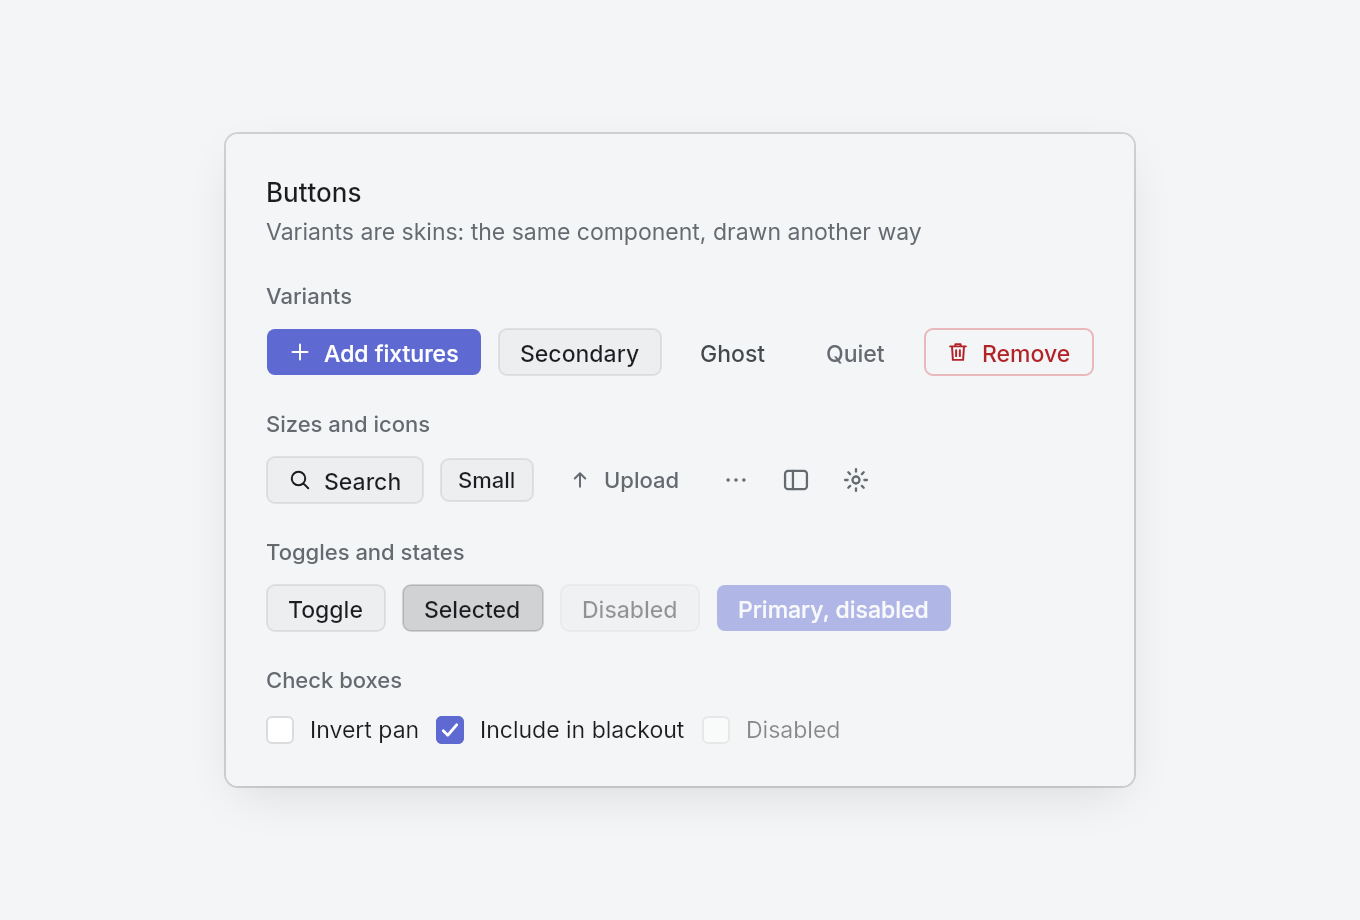 Buttons
Variants are skins: the same component, drawn another way
Variants
Add fixtures Secondary Ghost Quiet Remove
Sizes and icons
Search Small Upload
Toggles and states
Toggle Selected Disabled Primary, disabled
Check boxes
Invert pan Include in blackout Disabled